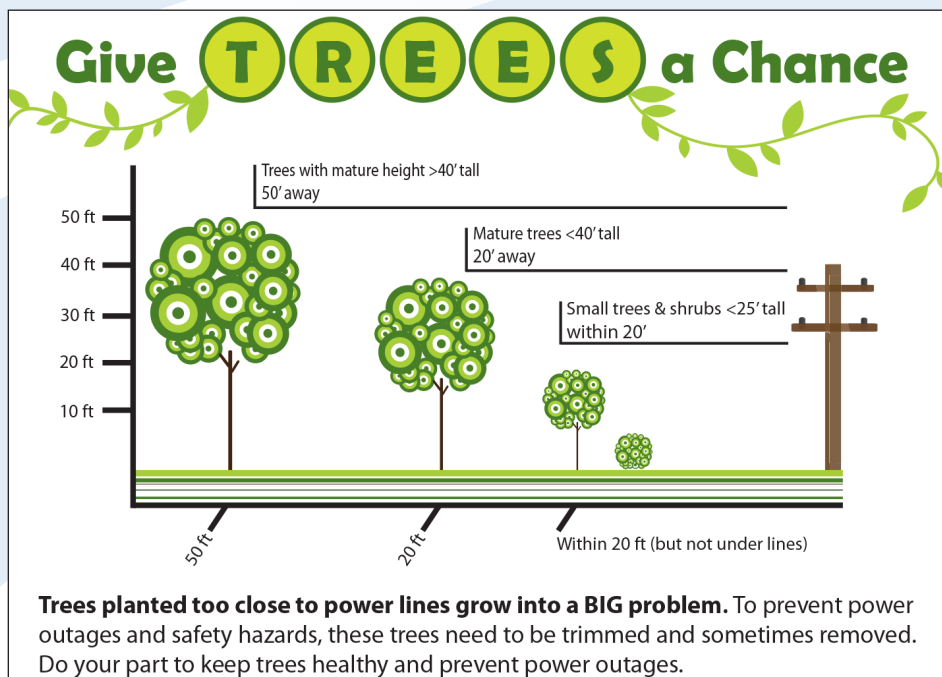 Give TREES a Chance
Trees with mature height >40' tall
50' away
Mature trees <40' tall
20' away
Small trees & shrubs <25' tall
within 20'
50 ft
40 ft
30 ft
20 ft
10 ft
50 ft
20 ft
Within 20 ft (but not under lines)
Trees planted too close to power lines grow into a BIG problem. To prevent power
outages and safety hazards, these trees need to be trimmed and sometimes removed.
Do your part to keep trees healthy and prevent power outages.